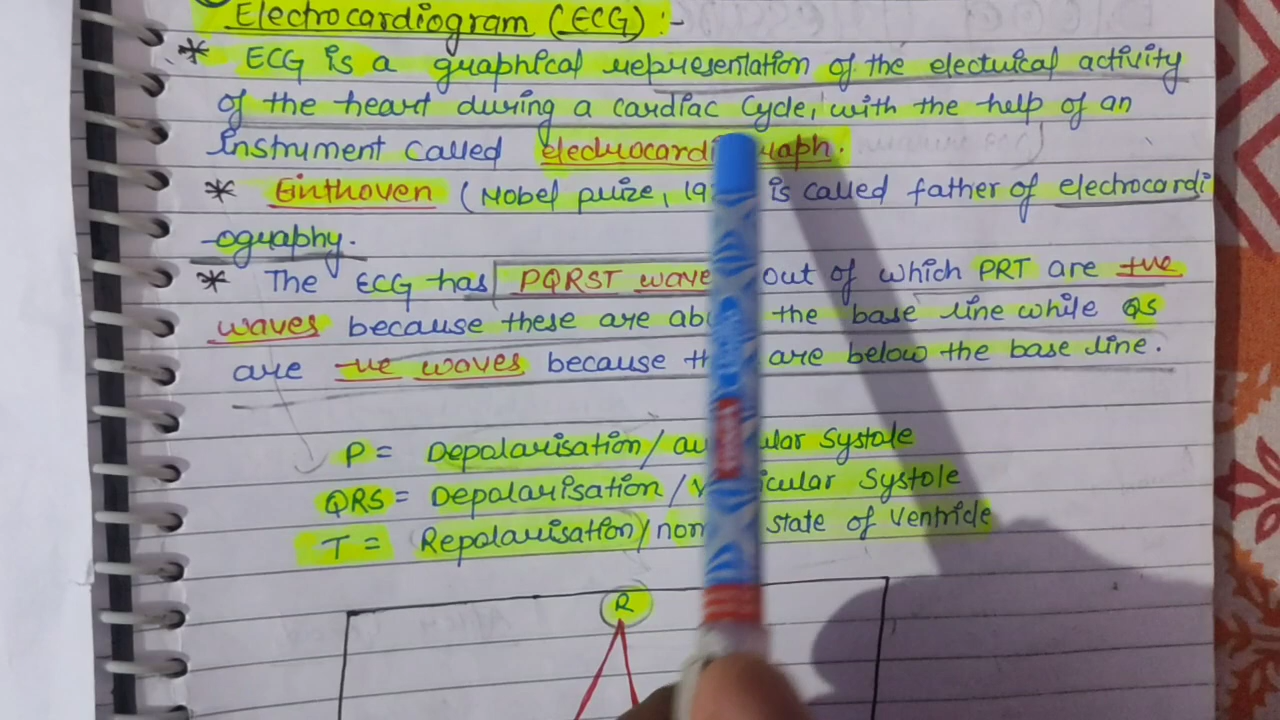 Electrocardiogram (ECG) :-
* ECG is a graphical representation of the electrical activity
of the heart during a cardiac cycle, with the help of an
instrument called
* Einthoven (Nobel prize, is called father of electrocardi
-ography.
* The ECG has PQRST wave out of which PRT are +ve
waves because these are the base line while QS
are -ve waves because are below the base line.
P = Depolarisation / Systole
QRS = Depolarisation / Systole
T = Repolarisation / state of Ventricle
R